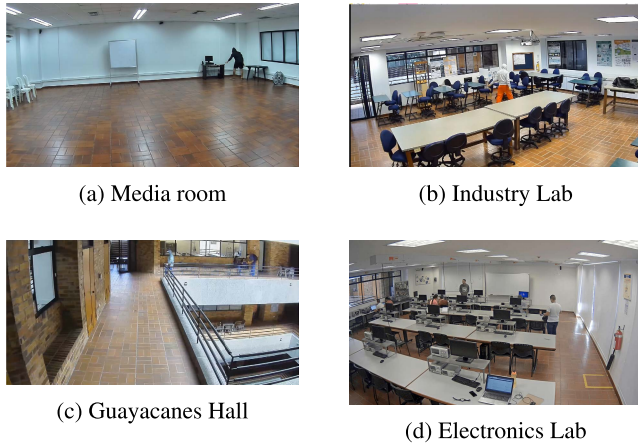 (a) Media room
(b) Industry Lab
(c) Guayacanes Hall
(d) Electronics Lab